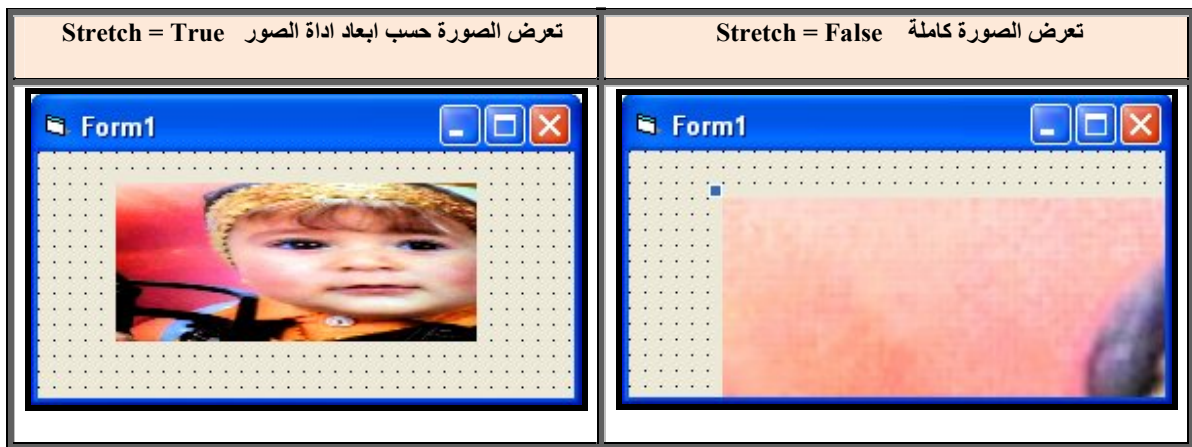 تعرض الصورة كاملة Stretch = False
تعرض الصورة حسب ابعاد اداة الصور Stretch = True
Form1
Form1